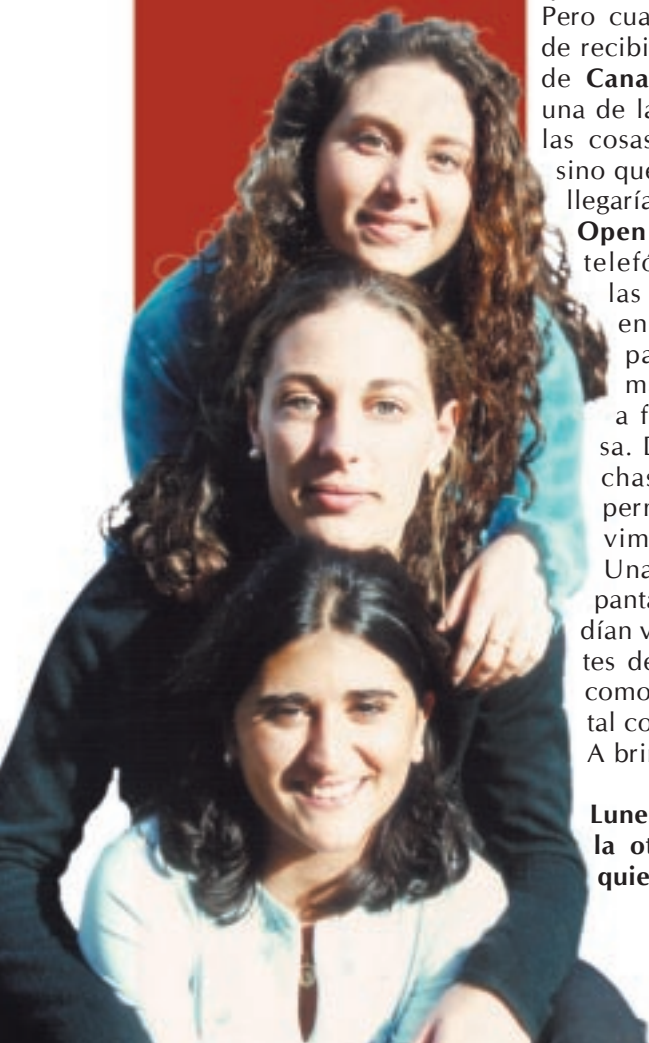 Pero cua
de recibi
de Cana
una de la
las cosas
sino que
llegaría
Open
telefó
las
en
pa
m
a f
sa. D
chas
perm
vim
Una
panta
dían v
tes de
como
tal co
A brin
Lune
la ot
quie